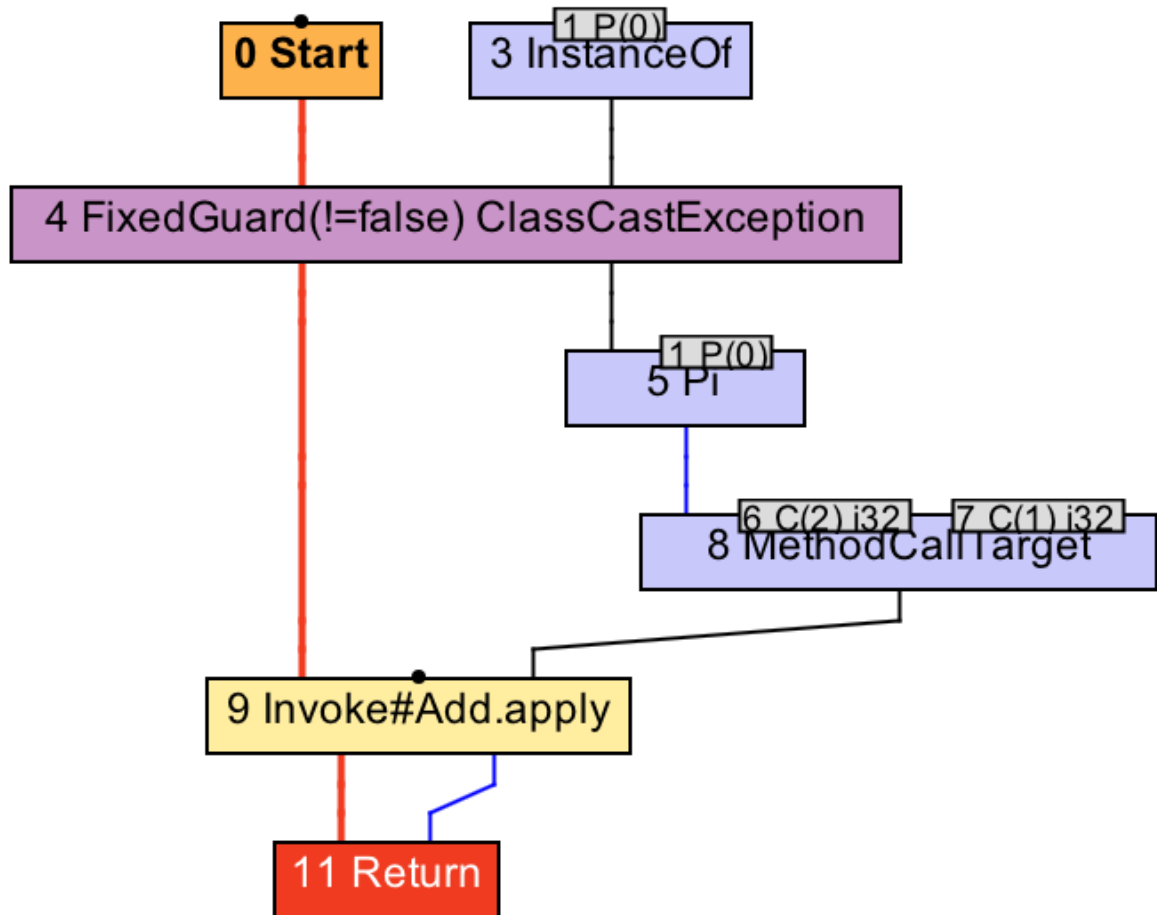 0 Start
1 P(0)
3 InstanceOf
4 FixedGuard(!=false) ClassCastException
1 P(0)
5 Pi
6 C(2) i32
7 C(1) i32
8 MethodCallTarget
9 Invoke#Add.apply
11 Return